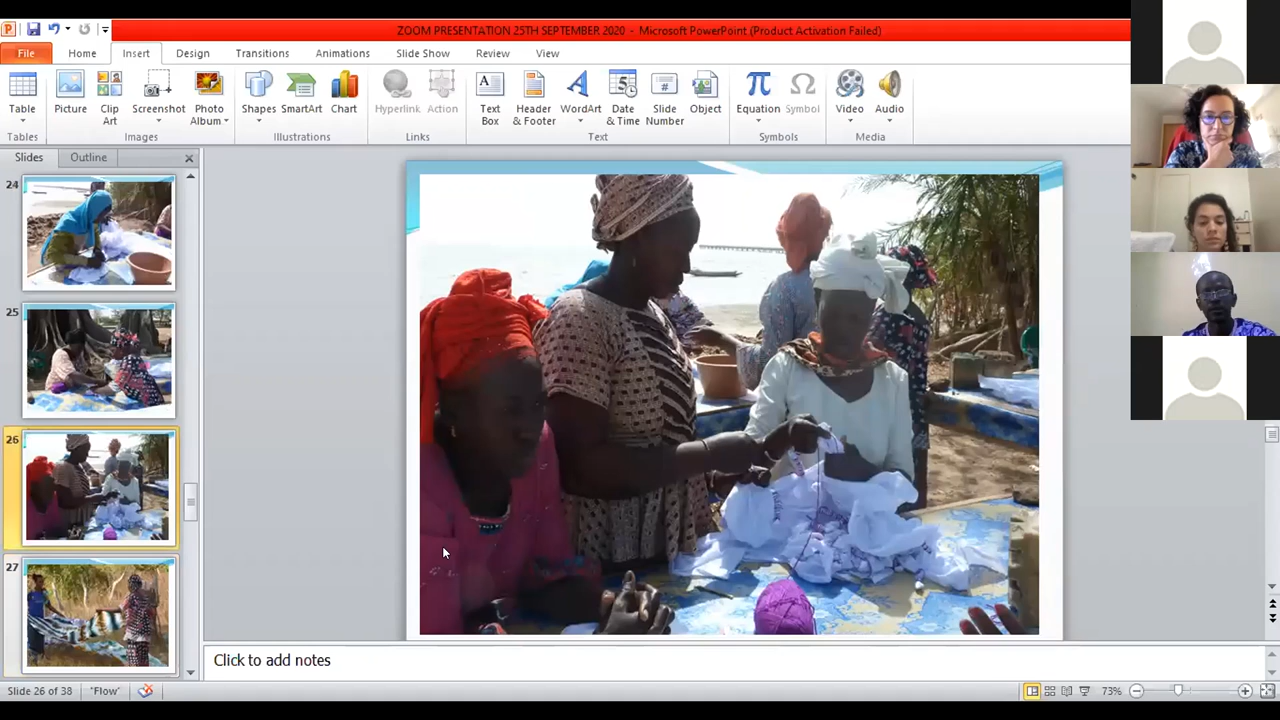 ZOOM PRESENTATION 25TH SEPTEMBER 2020 - Microsoft PowerPoint (Product Activation Failed)
File Home Insert Design Transitions Animations Slide Show Review View
Table Picture Clip Art Screenshot Photo Album Shapes SmartArt Chart Hyperlink Action Text Box Header & Footer WordArt Date & Time Slide Number Object Equation Symbol Video Audio
Tables Images Illustrations Links Text Symbols Media
Slides Outline
24
25
26
27
Click to add notes
Slide 26 of 38 "Flow" 73%